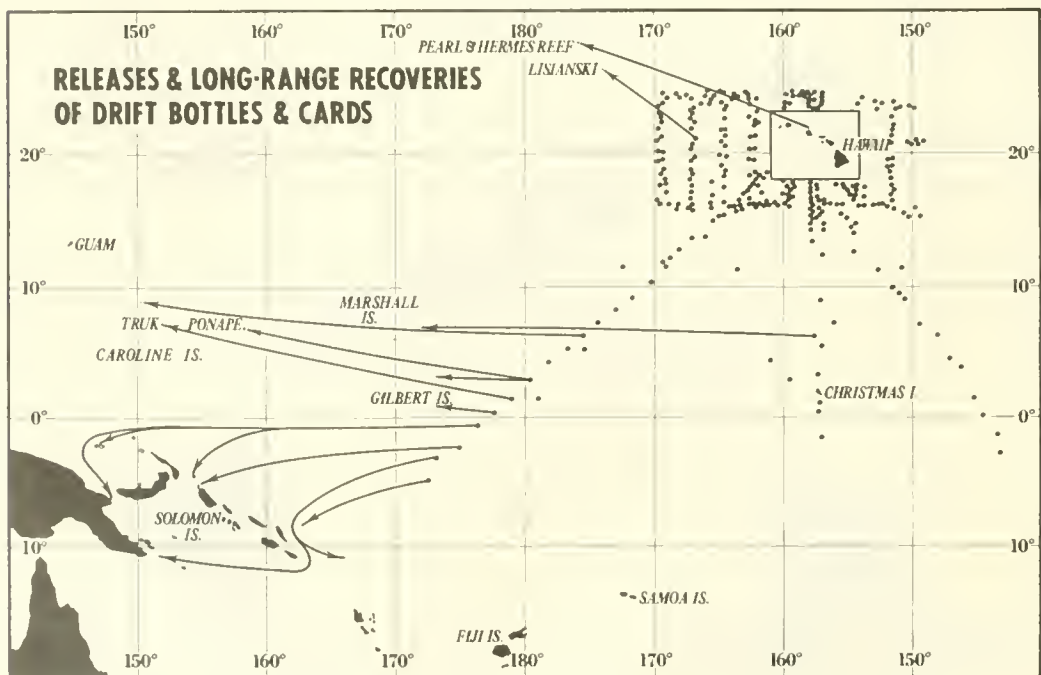 150° 160° 170° 180° 170° 160° 150°
PEARL & HERMES REEF
LISIANSKI
RELEASES & LONG-RANGE RECOVERIES
OF DRIFT BOTTLES & CARDS
HAWAII
20° 20°
GUAM
10° 10°
MARSHALL
IS.
TRUK PONAPE
CAROLINE IS.
GILBERT IS.
CHRISTMAS I.
0° 0°
SOLOMON
IS.
10° 10°
SAMOA IS.
FIJI IS.
150° 160° 170° 180° 170° 160° 150°